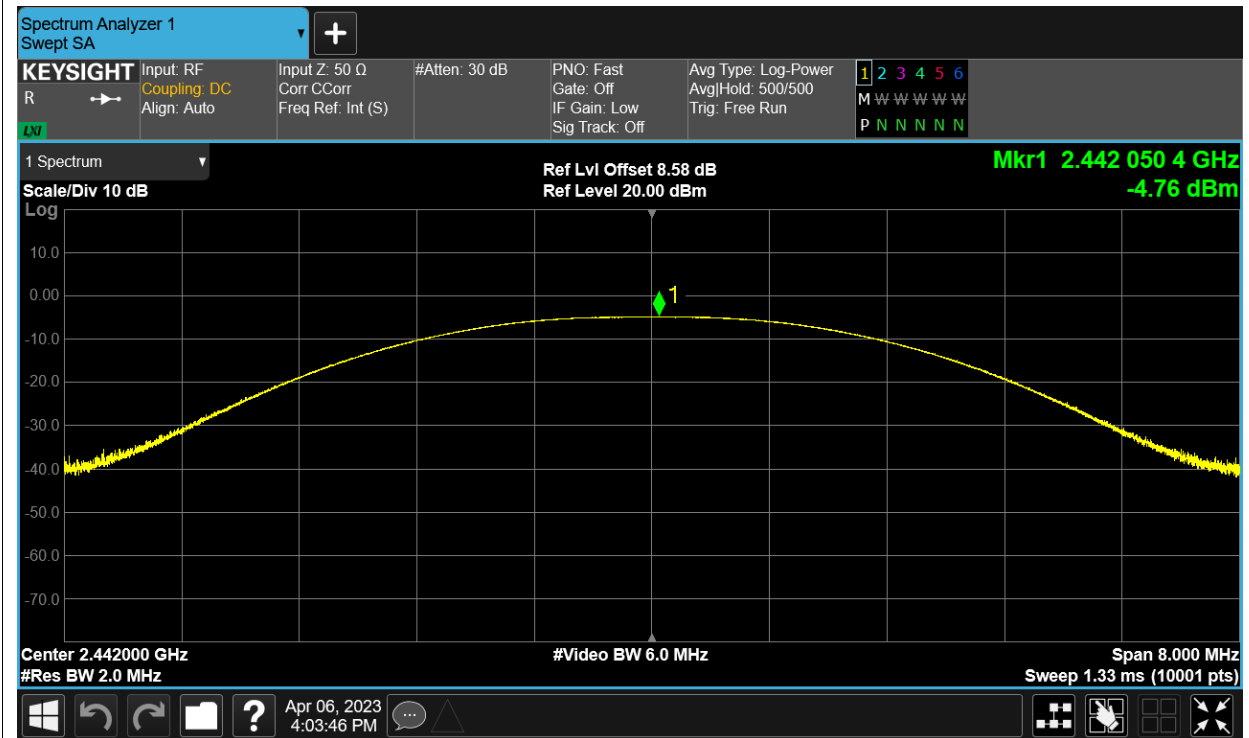 Spectrum Analyzer 1
Swept SA
+
KEYSIGHT Input: RF Input Z: 50 Ω #Atten: 30 dB PNO: Fast Avg Type: Log-Power 1 2 3 4 5 6
R Coupling: DC Corr CCorr Gate: Off Avg|Hold: 500/500 M W W W W W
Align: Auto Freq Ref: Int (S) IF Gain: Low Trig: Free Run
LXI Sig Track: Off P N N N N N
1 Spectrum
Ref Lvl Offset 8.58 dB Mkr1 2.442 050 4 GHz
Scale/Div 10 dB Ref Level 20.00 dBm -4.76 dBm
Log
10.0
0.00
1
-10.0
-20.0
-30.0
-40.0
-50.0
-60.0
-70.0
Center 2.442000 GHz #Video BW 6.0 MHz Span 8.000 MHz
#Res BW 2.0 MHz Sweep 1.33 ms (10001 pts)
? Apr 06, 2023
4:03:46 PM